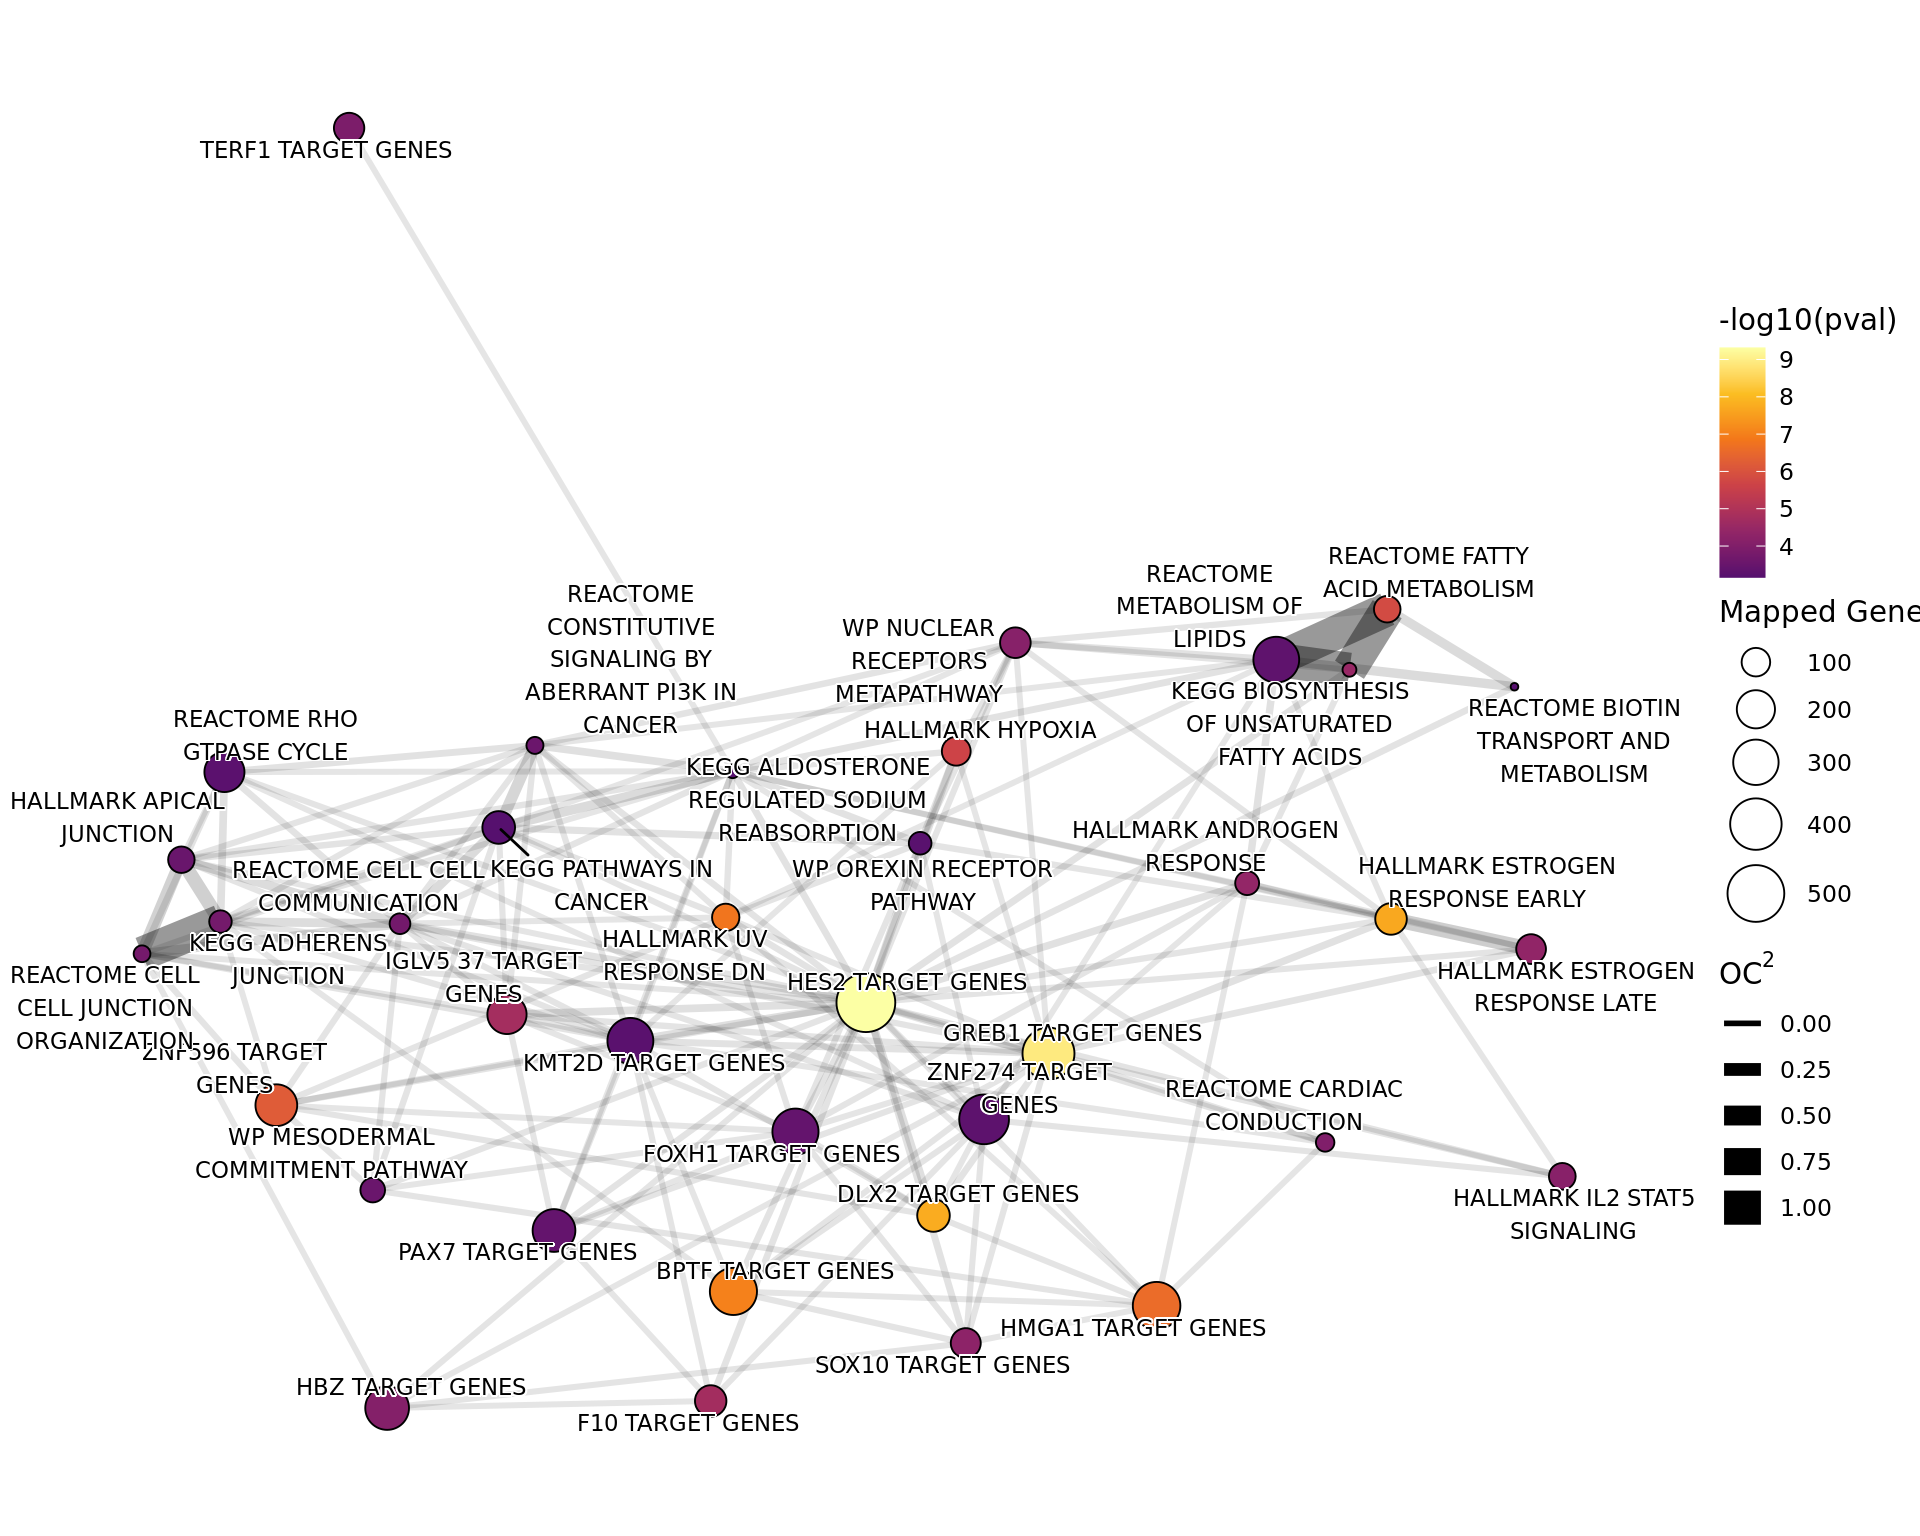 TERF1 TARGET GENES
REACTOME
CONSTITUTIVE
SIGNALING BY
ABERRANT PI3K IN
CANCER
WP NUCLEAR
RECEPTORS
METAPATHWAY
REACTOME
METABOLISM OF
LIPIDS
REACTOME FATTY
ACID METABOLISM
KEGG BIOSYNTHESIS
OF UNSATURATED
FATTY ACIDS
REACTOME BIOTIN
TRANSPORT AND
METABOLISM
REACTOME RHO
GTPASE CYCLE
HALLMARK HYPOXIA
KEGG ALDOSTERONE
REGULATED SODIUM
REABSORPTION
HALLMARK APICAL
JUNCTION
REACTOME CELL CELL
COMMUNICATION
KEGG PATHWAYS IN
CANCER
WP OREXIN RECEPTOR
PATHWAY
HALLMARK ANDROGEN
RESPONSE
HALLMARK ESTROGEN
RESPONSE EARLY
KEGG ADHERENS
JUNCTION
IGLV5 37 TARGET
GENES
HALLMARK UV
RESPONSE DN
HES2 TARGET GENES
HALLMARK ESTROGEN
RESPONSE LATE
REACTOME CELL
CELL JUNCTION
ORGANIZATION
ZNF596 TARGET
GENES
KMT2D TARGET GENES
GREB1 TARGET GENES
ZNF274 TARGET
GENES
REACTOME CARDIAC
CONDUCTION
WP MESODERMAL
COMMITMENT PATHWAY
FOXH1 TARGET GENES
DLX2 TARGET GENES
HALLMARK IL2 STAT5
SIGNALING
PAX7 TARGET GENES
BPTF TARGET GENES
HMGA1 TARGET GENES
SOX10 TARGET GENES
HBZ TARGET GENES
F10 TARGET GENES
-log10(pval)
9
8
7
6
5
4
Mapped Gene
100
200
300
400
500
OC2
0.00
0.25
0.50
0.75
1.00